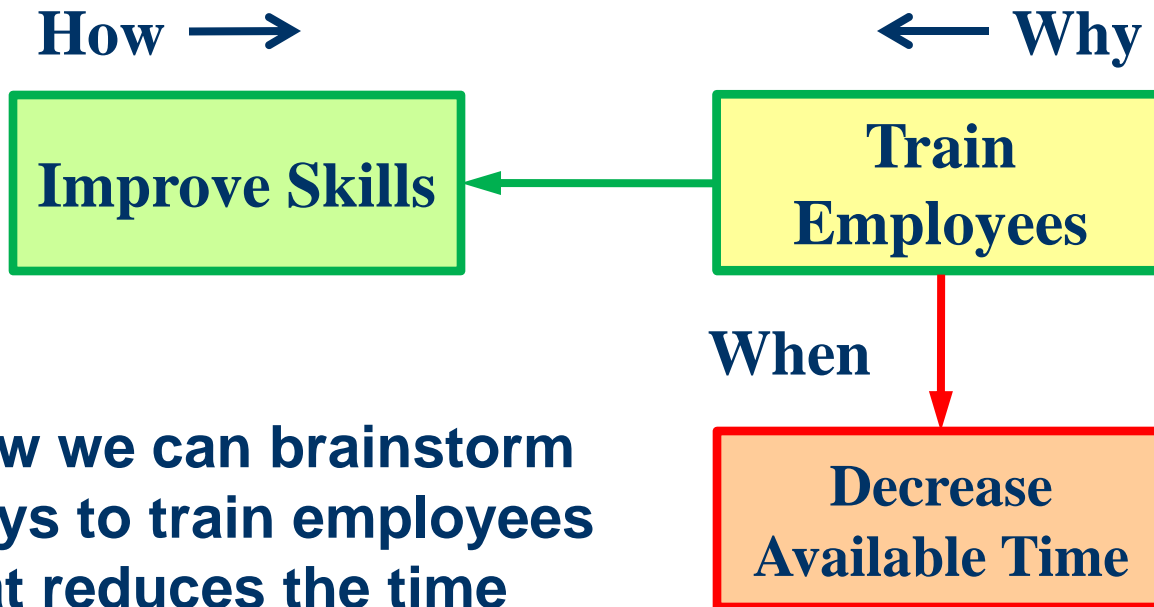 How
Why
Improve Skills
Train
Employees
When
we can brainstorm
to train employees
reduces the time
Decrease
Available Time